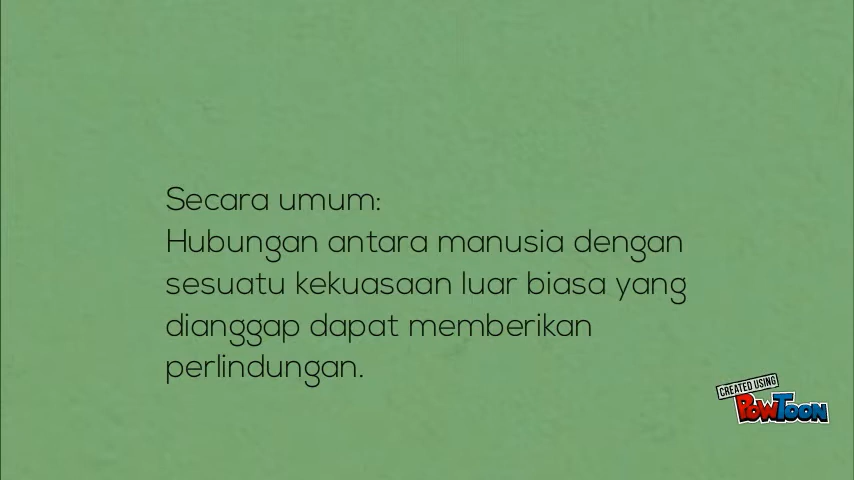 Secara umum:
Hubungan antara manusia dengan
sesuatu kekuasaan luar biasa yang
dianggap dapat memberikan
perlindungan.
CREATED USING
POWTOON